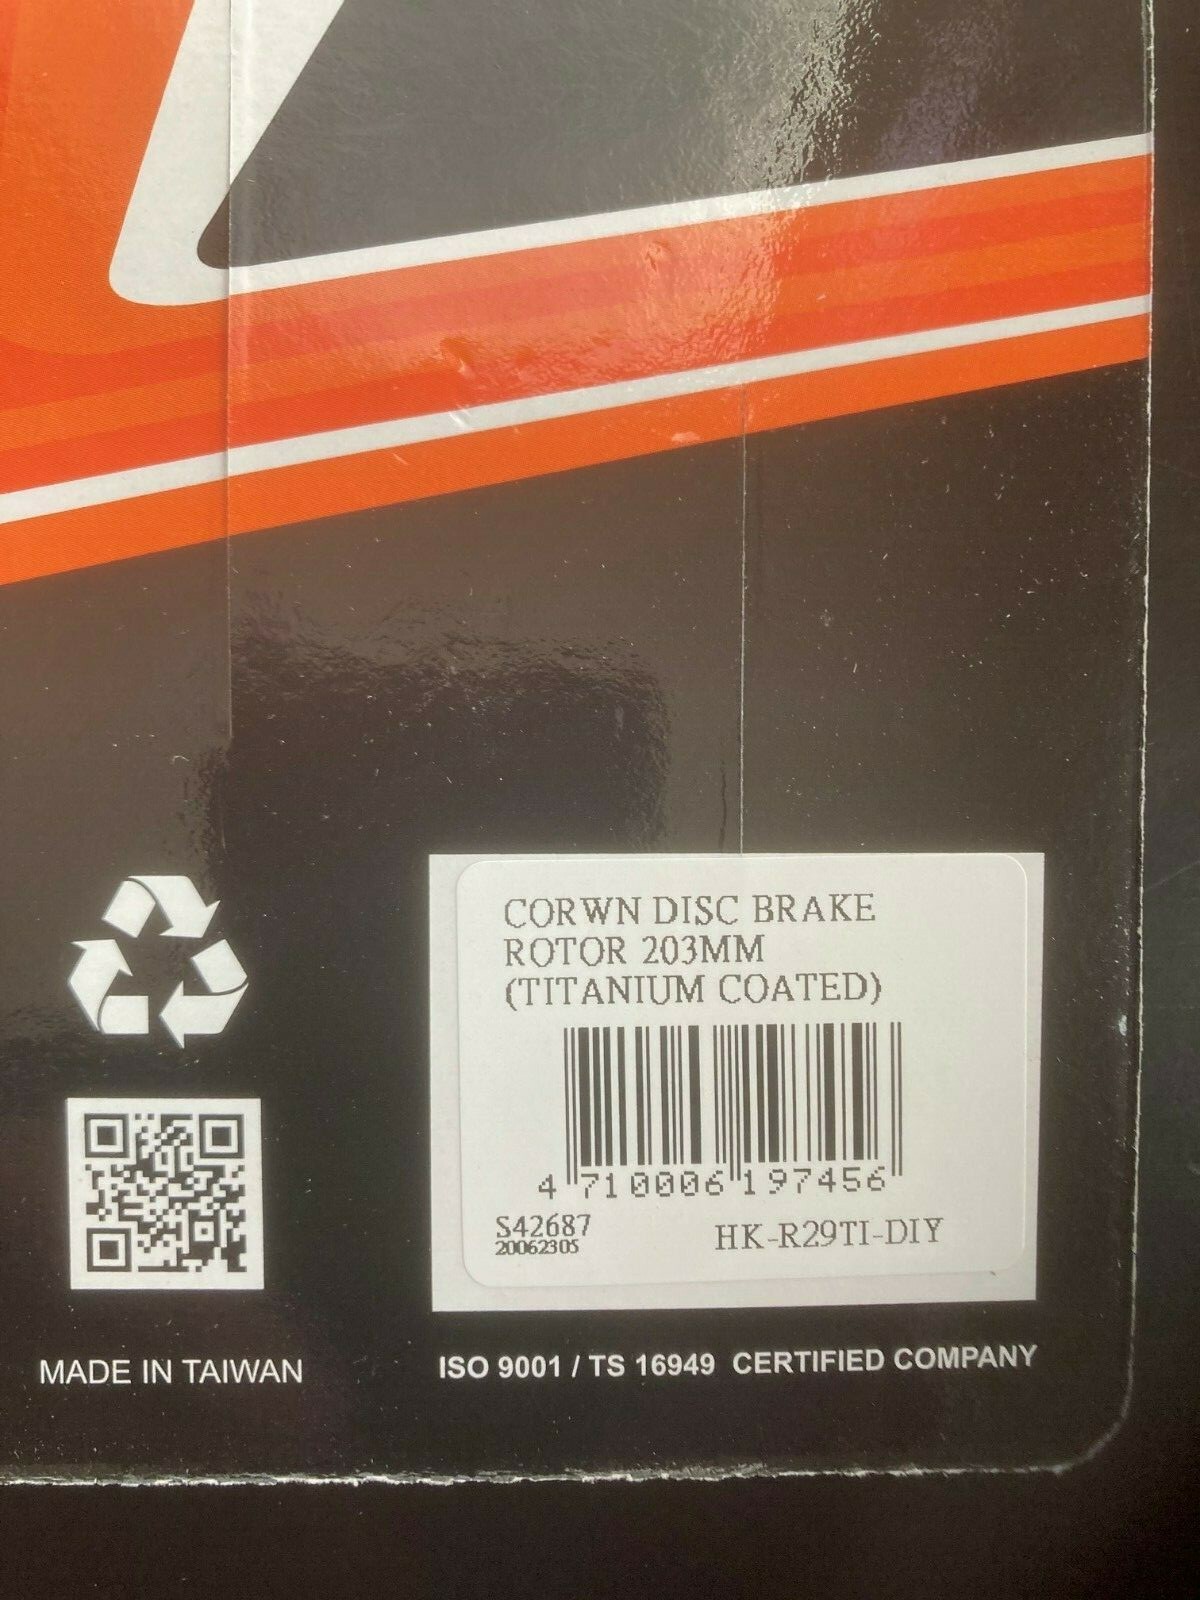 CORWN DISC BRAKE
ROTOR 203MM
(TITANIUM COATED)
4 710006 197456
S42687
20062305
HK-R29TI-DIY
MADE IN TAIWAN
ISO 9001 / TS 16949 CERTIFIED COMPANY